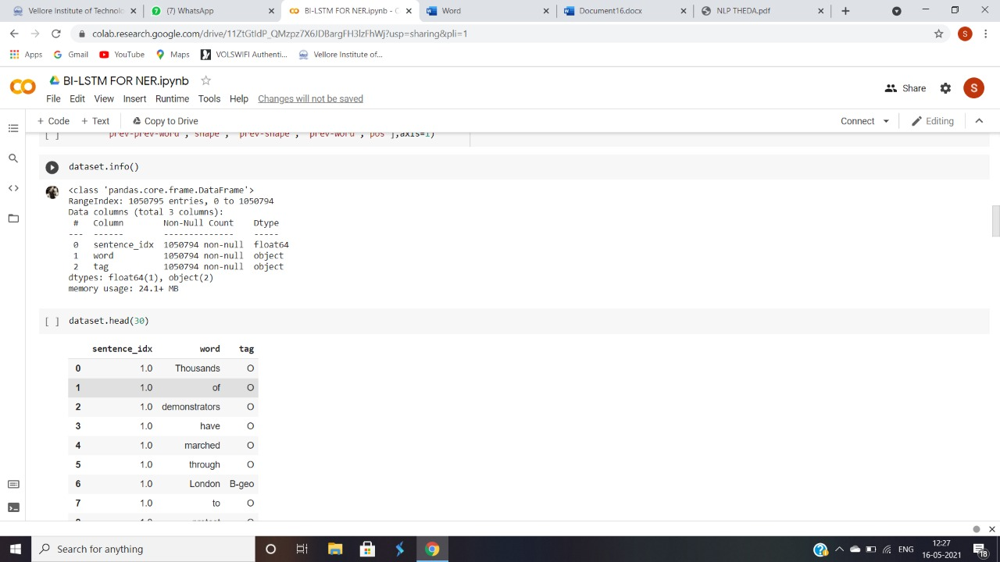 Vellore Institute of Technolo
(7) WhatsApp
BI-LSTM FOR NER.ipynb - C
Word
Document16.docx
NLP THEDA.pdf
colab.research.google.com/drive/11ZtGtIdP_QMzpz7X6JDBargFH3lzFhWj?usp=sharing&pli=1
S
Apps Gmail YouTube Maps VOLSWIFI Authenti... Vellore Institute of...
BI-LSTM FOR NER.ipynb
File Edit View Insert Runtime Tools Help Changes will not be saved
Share
S
+ Code + Text Copy to Drive
Connect
Editing
[ ] 'prev-prev-word', 'shape', 'prev-shape', 'prev-word', 'pos'],axis=1)
dataset.info()
<class 'pandas.core.frame.DataFrame'>
RangeIndex: 1050795 entries, 0 to 1050794
Data columns (total 3 columns):
# Column Non-Null Count Dtype
--- ------ -------------- -----
0 sentence_idx 1050794 non-null float64
1 word 1050794 non-null object
2 tag 1050794 non-null object
dtypes: float64(1), object(2)
memory usage: 24.1+ MB
[ ] dataset.head(30)
sentence_idx word tag
0 1.0 Thousands O
1 1.0 of O
2 1.0 demonstrators O
3 1.0 have O
4 1.0 marched O
5 1.0 through O
6 1.0 London B-geo
7 1.0 to O
Search for anything
ENG
12:27
16-05-2021
18